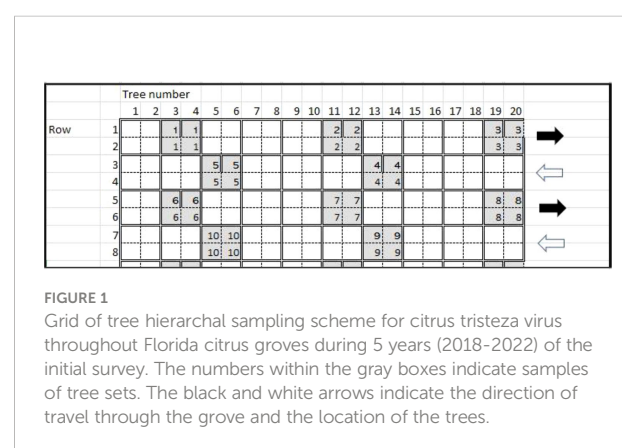 Tree number
1 2 3 4 5 6 7 8 9 10 11 12 13 14 15 16 17 18 19 20
Row 1 1 1 2 2 3 3
2 1 1 2 2 3 3
3 5 5 4 4
4 5 5 4 4
5 6 6 7 7 8 8
6 6 6 7 7 8 8
7 10 10 9 9
8 10 10 9 9
FIGURE 1
Grid of tree hierarchal sampling scheme for citrus tristeza virus
throughout Florida citrus groves during 5 years (2018-2022) of the
initial survey. The numbers within the gray boxes indicate samples
of tree sets. The black and white arrows indicate the direction of
travel through the grove and the location of the trees.